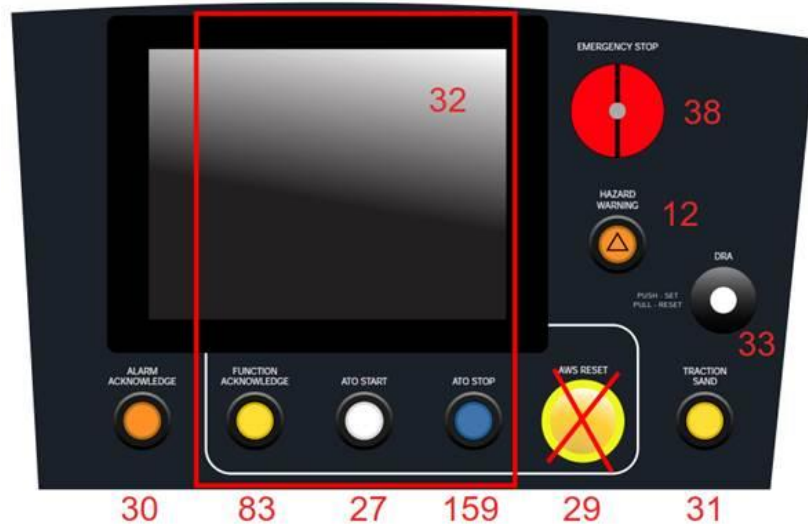 EMERGENCY STOP
32
38
HAZARD
WARNING
12
DRA
PUSH - SET
PULL - RESET
33
ALARM
ACKNOWLEDGE
FUNCTION
ACKNOWLEDGE
ATO START
ATO STOP
AWS RESET
TRACTION
SAND
30
83
27
159
29
31